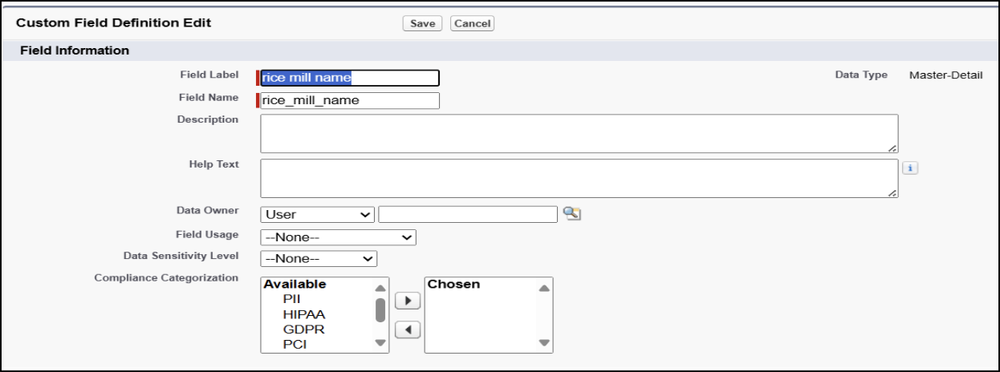 Custom Field Definition Edit Save Cancel
Field Information
Field Label rice mill name Data Type Master-Detail
Field Name rice_mill_name
Description
Help Text i
Data Owner User
Field Usage --None--
Data Sensitivity Level --None--
Compliance Categorization Available Chosen
PII
HIPAA
GDPR
PCI